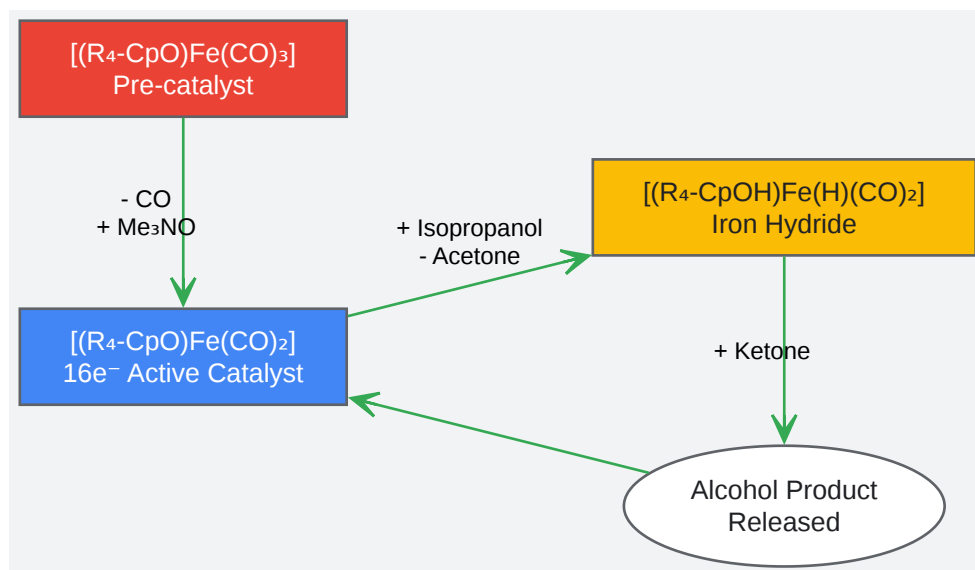 [(R₄-CpO)Fe(CO)₃]
Pre-catalyst
- CO
+ Me₃NO
[(R₄-CpO)Fe(CO)₂]
16e⁻ Active Catalyst
+ Isopropanol
- Acetone
[(R₄-CpOH)Fe(H)(CO)₂]
Iron Hydride
+ Ketone
Alcohol Product
Released